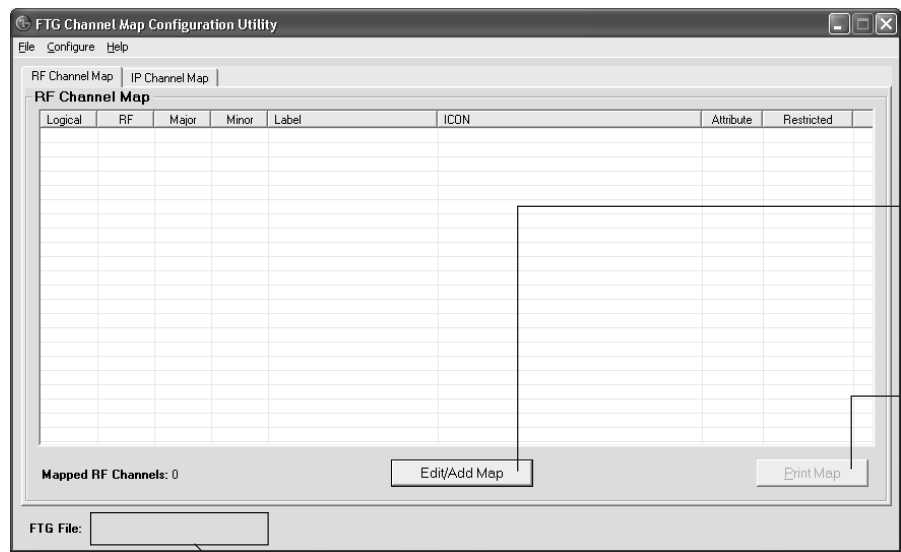 FTG Channel Map Configuration Utility
File Configure Help
RF Channel Map IP Channel Map
RF Channel Map
Logical RF Major Minor Label ICON Attribute Restricted
Mapped RF Channels: 0 Edit/Add Map Print Map
FTG File: